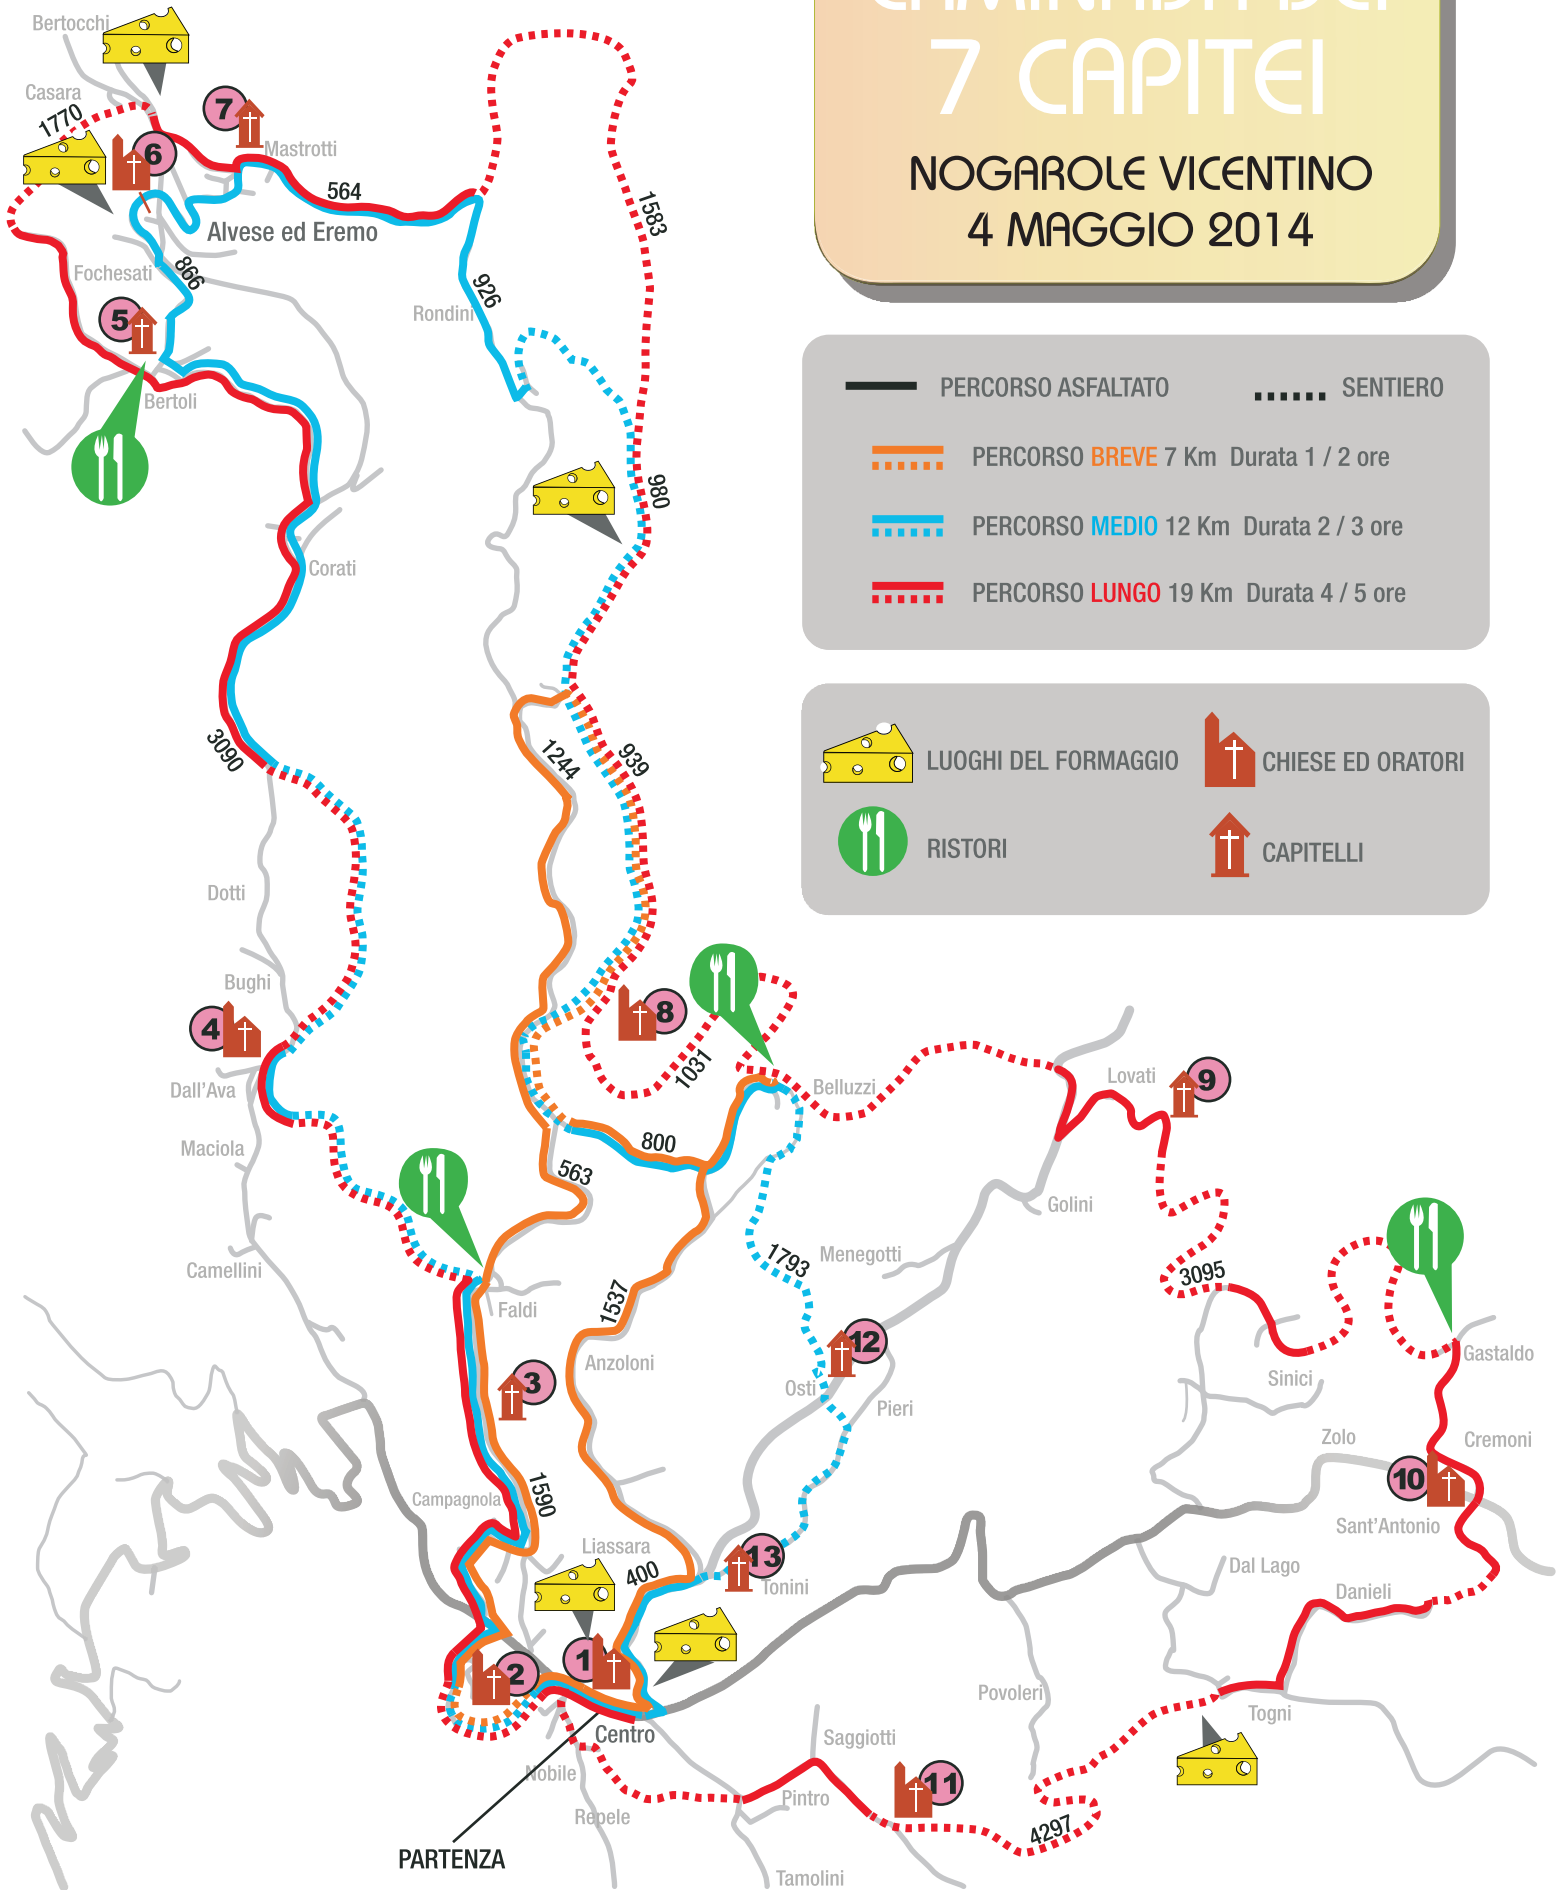 7 CAPITEI
NOGAROLE VICENTINO
4 MAGGIO 2014
PERCORSO ASFALTATO
SENTIERO
PERCORSO BREVE 7 Km Durata 1 / 2 ore
PERCORSO MEDIO 12 Km Durata 2 / 3 ore
PERCORSO LUNGO 19 Km Durata 4 / 5 ore
LUOGHI DEL FORMAGGIO
CHIESE ED ORATORI
RISTORI
CAPITELLI
Bertocchi
Casara
1770
7
6
Mastrotti
564
Alvese ed Eremo
1583
Fochesati
866
926
Rondini
5
Bertoli
980
Corati
3090
1244
939
Dotti
Bughi
4
8
Dall'Ava
1031
Belluzzi
Lovati
9
Maciola
800
563
Golini
Camellini
1793
Menegotti
3095
Faldi
1537
12
Anzoloni
Gastaldo
3
Osti
Sinici
Pieri
Zolo
Cremoni
10
Campagnola
1590
Sant'Antonio
Liassara
13
400
Tonini
Dal Lago
Danieli
1
2
Povoleri
Togni
Centro
Saggiotti
Nobile
11
Pintro
Repele
4297
PARTENZA
Tamolini